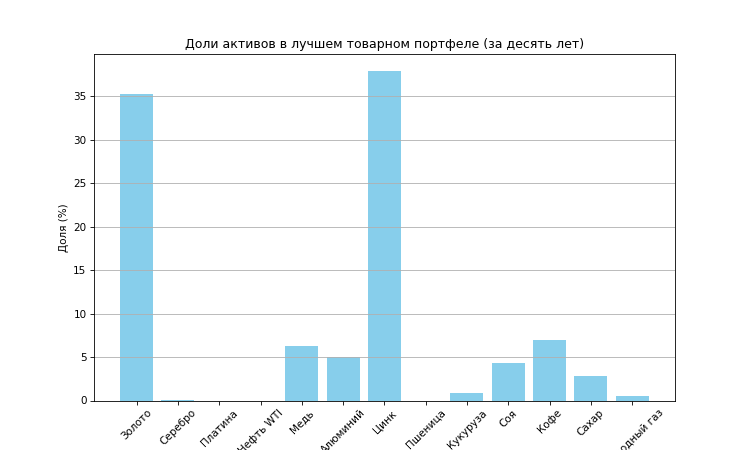 Доли активов в лучшем товарном портфеле (за десять лет)
Доля (%)
35
30
25
20
15
10
5
0
Золото
Серебро
Платина
Нефть WTI
Медь
Алюминий
Цинк
Пшеница
Кукуруза
Соя
Кофе
Сахар
газ